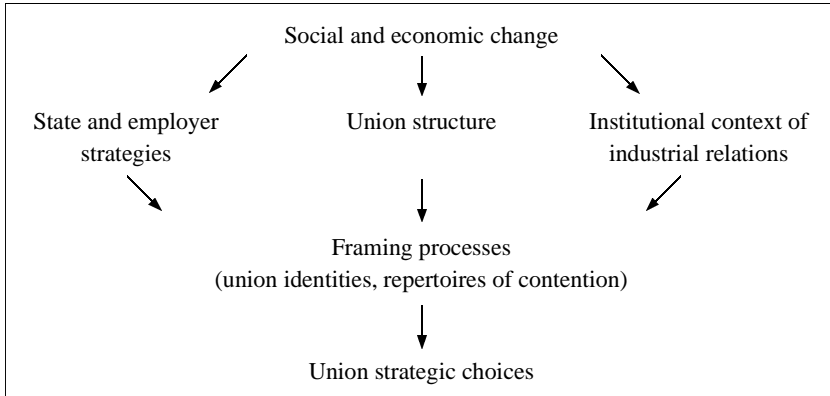 Social and economic change
State and employer
strategies
Union structure
Institutional context of
industrial relations
Framing processes
(union identities, repertoires of contention)
Union strategic choices